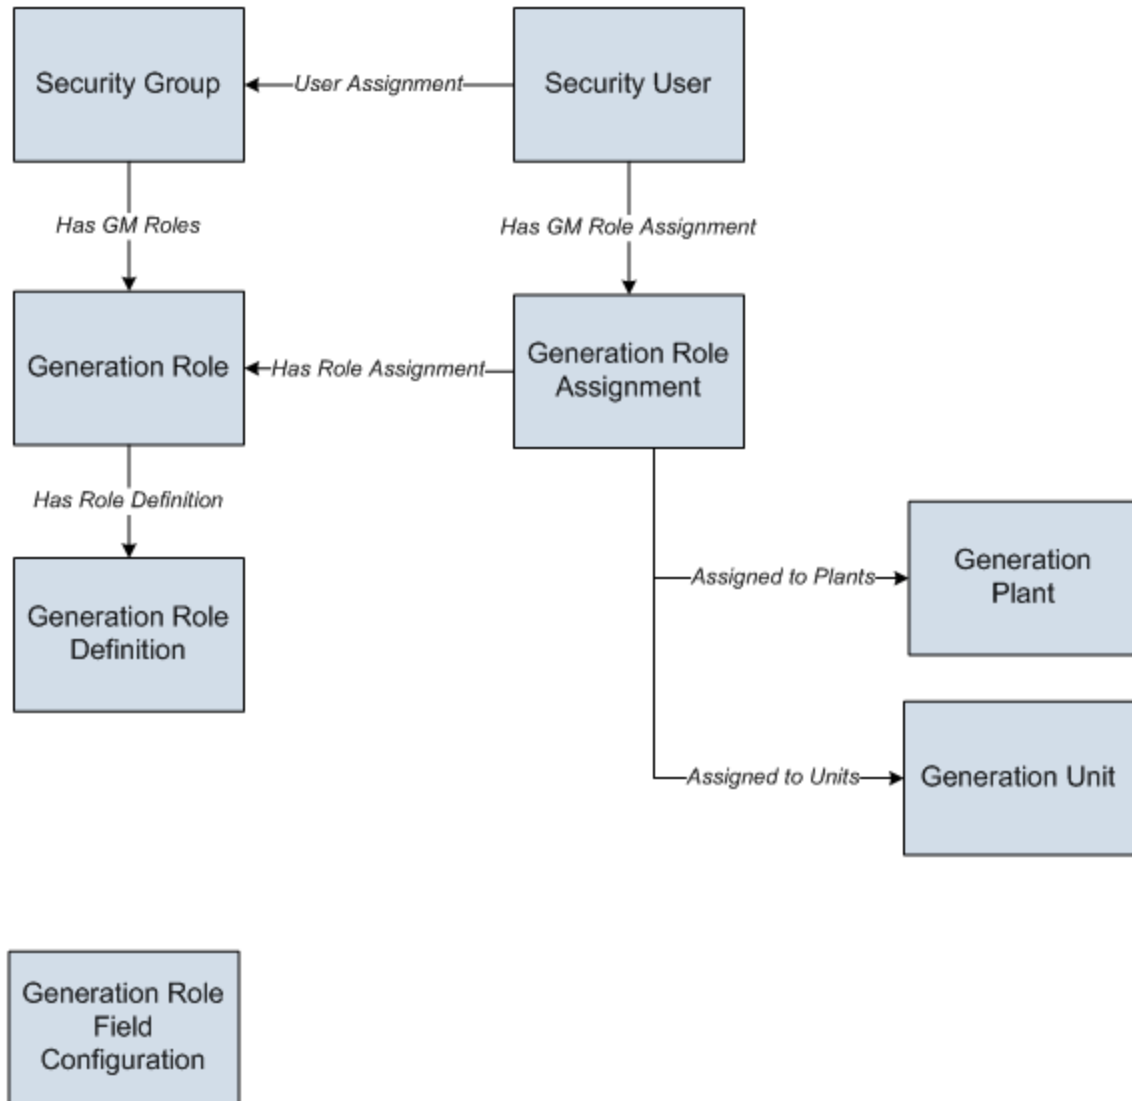 Security Group
User Assignment
Security User
Has GM Roles
Has GM Role Assignment
Generation Role
Has Role Assignment
Generation Role
Assignment
Has Role Definition
Generation Role
Definition
Assigned to Plants
Generation
Plant
Assigned to Units
Generation Unit
Generation Role
Field
Configuration